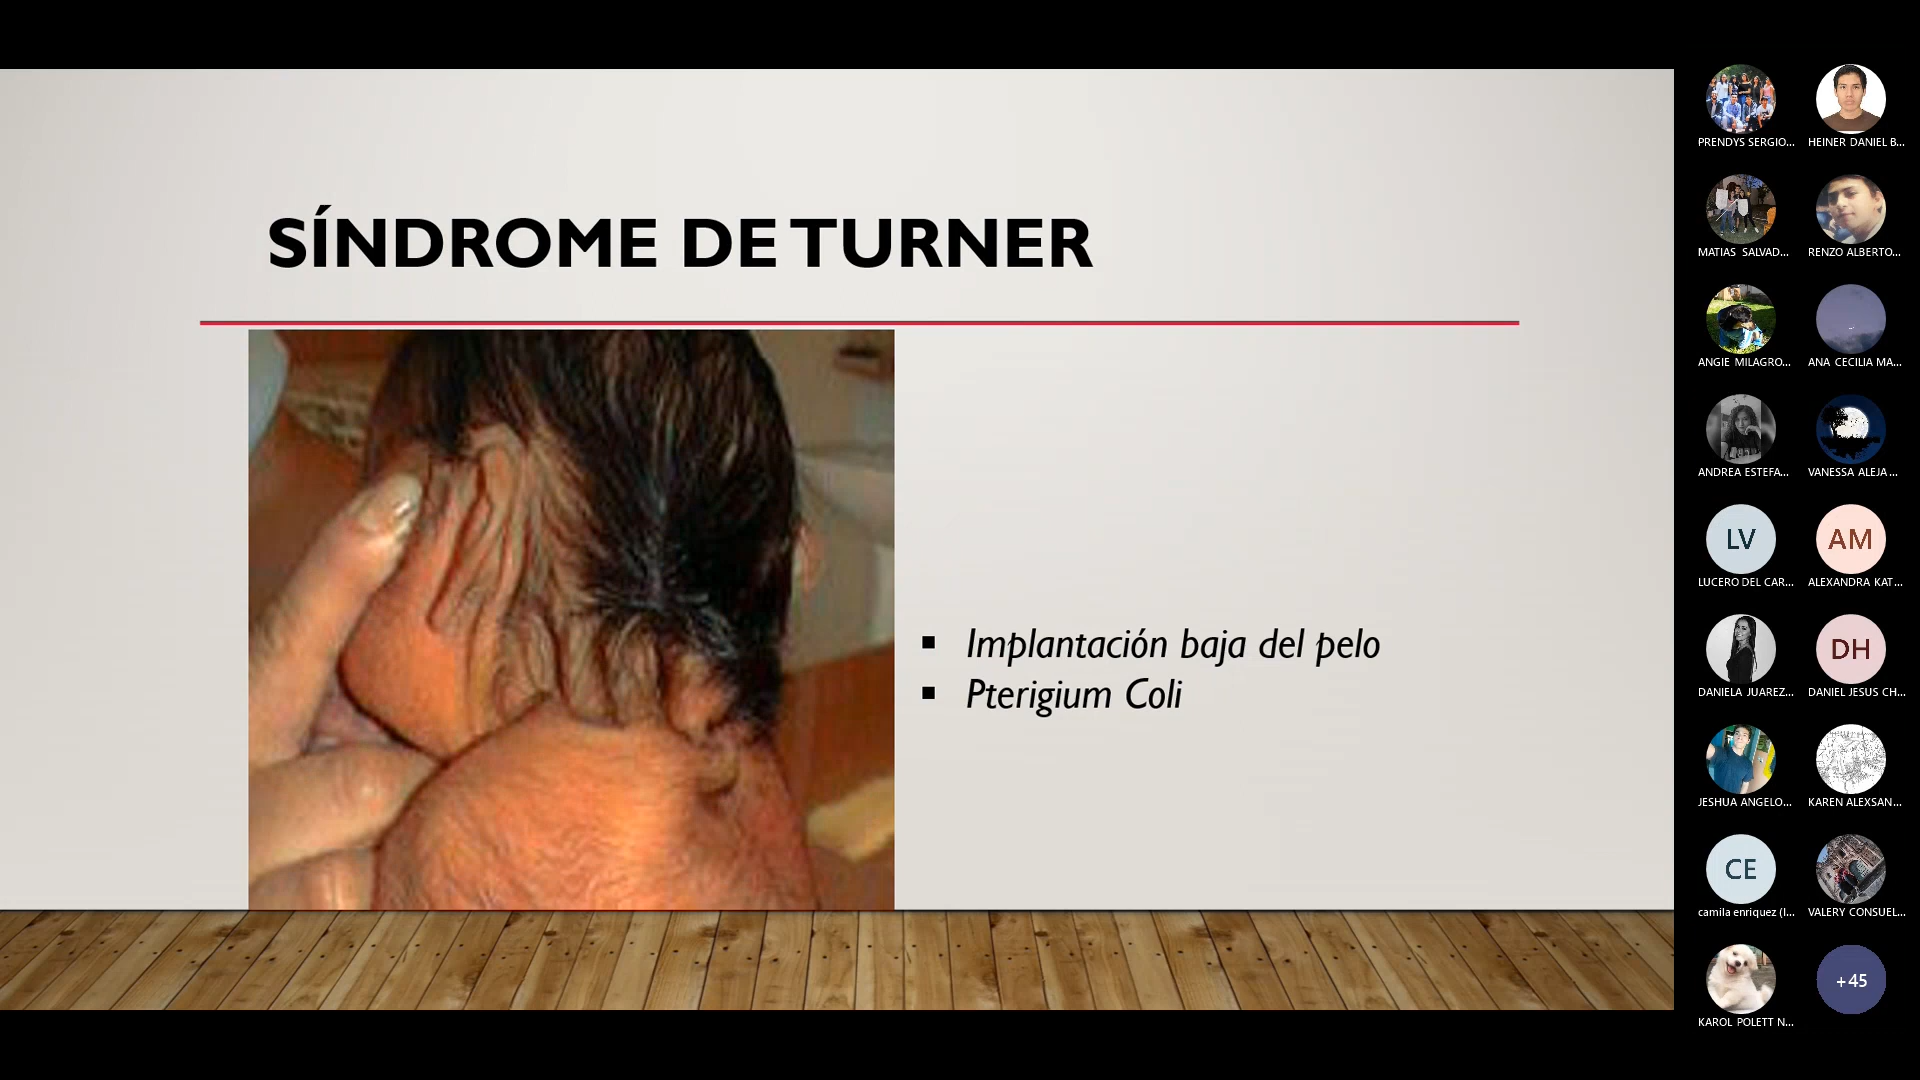 SÍNDROME DE TURNER
Implantación baja del pelo
Pterigium Coli
PRENDYS SERGIO...
HEINER DANIEL B...
MATIAS SALVAD...
RENZO ALBERTO...
ANGIE MILAGRO...
ANA CECILIA MA...
ANDREA ESTEFA...
VANESSA ALEJA...
LV
AM
LUCERO DEL CAR...
ALEXANDRA KAT...
DH
DANIELA JUAREZ...
DANIEL JESUS CH...
JESHUA ANGELO...
KAREN ALEXSAN...
CE
camila enriquez (I...
VALERY CONSUEL...
+45
KAROL POLETT N...